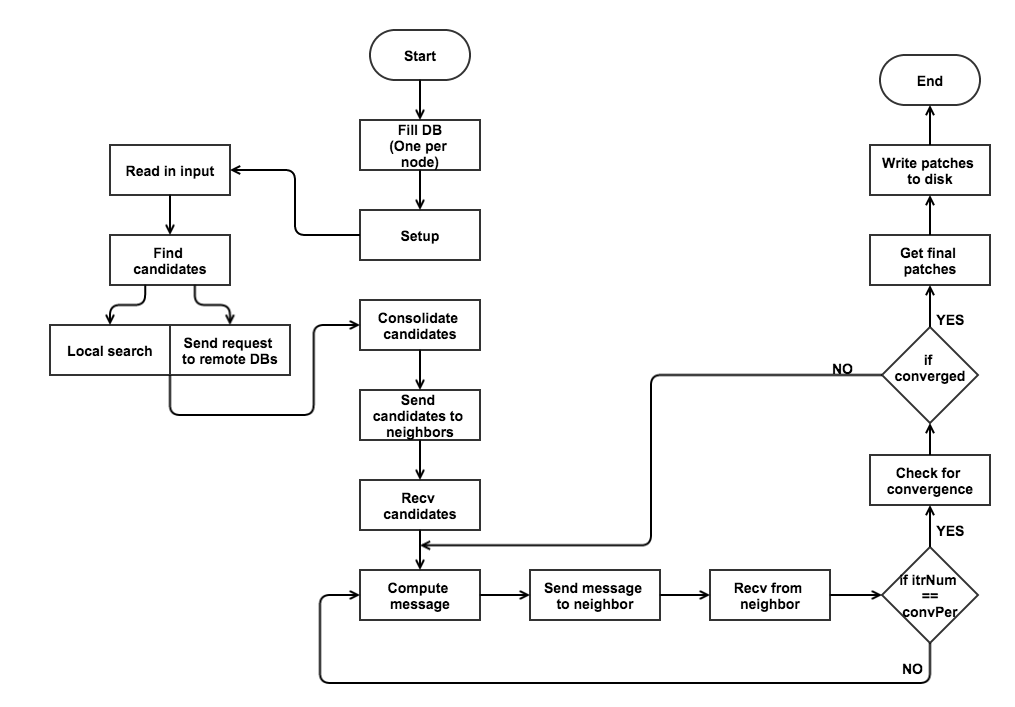 Start
Fill DB
(One per
node)
Setup
Read in input
Find
candidates
Local search
Send request
to remote DBs
Consolidate
candidates
Send
candidates to
neighbors
Recv
candidates
Compute
message
Send message
to neighbor
Recv from
neighbor
if itrNum
==
convPer
NO
YES
Check for
convergence
if
converged
NO
YES
Get final
patches
Write patches
to disk
End